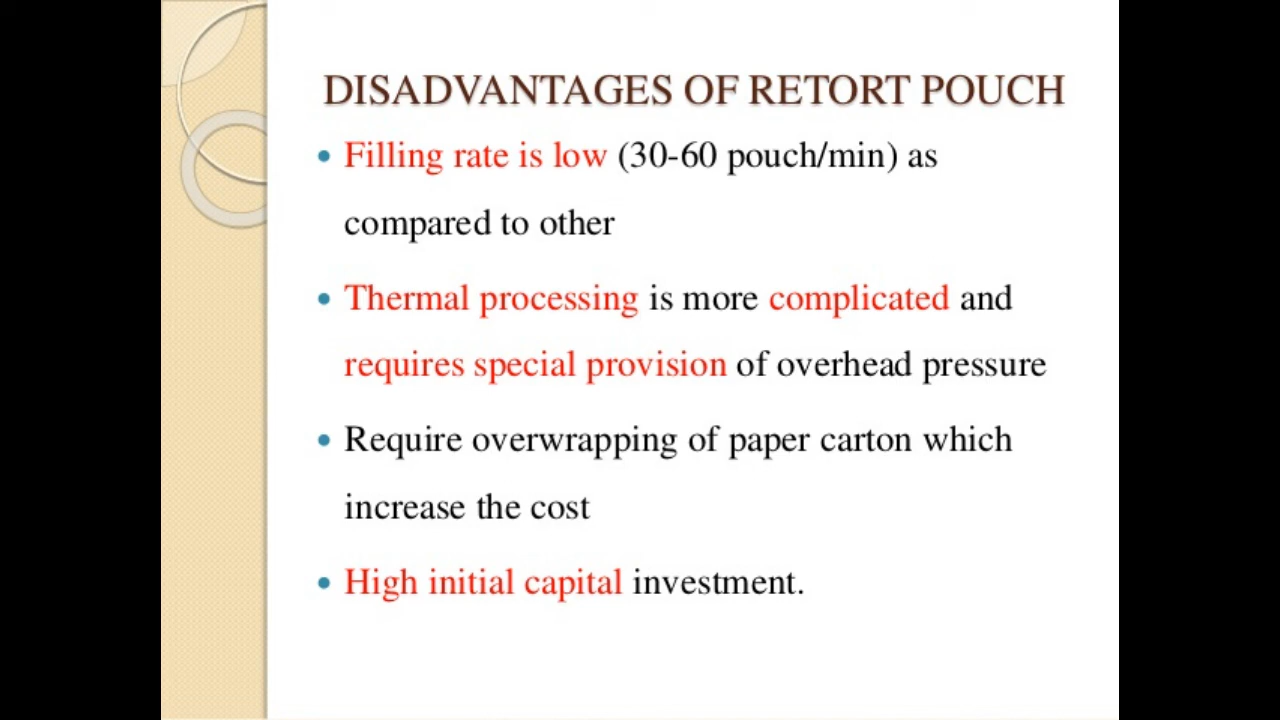 DISADVANTAGES OF RETORT POUCH
• Filling rate is low (30-60 pouch/min) as
compared to other
• Thermal processing is more complicated and
requires special provision of overhead pressure
• Require overwrapping of paper carton which
increase the cost
• High initial capital investment.